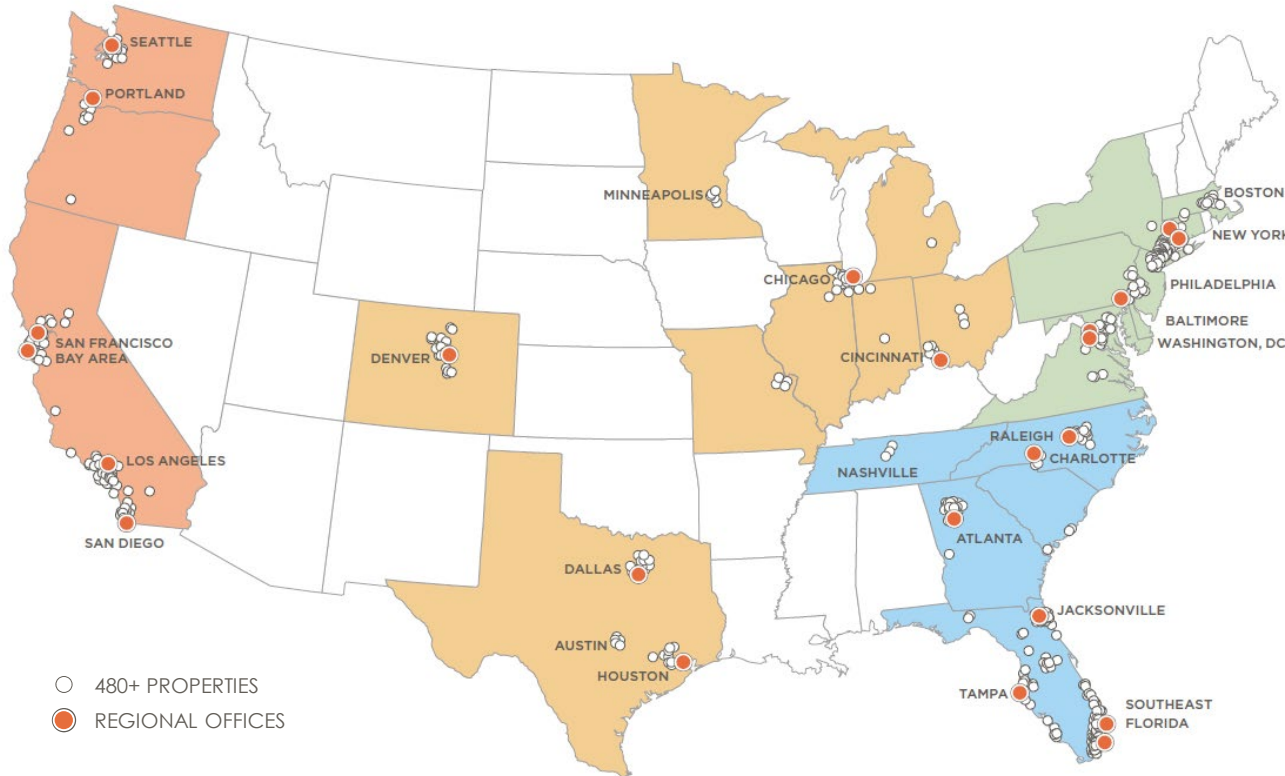 SEATTLE
PORTLAND
MINNEAPOLIS
BOSTON
NEW YORK
CHICAGO
PHILADELPHIA
SAN FRANCISCO
BAY AREA
DENVER
CINCINNATI
BALTIMORE
WASHINGTON, DC
LOS ANGELES
RALEIGH
CHARLOTTE
NASHVILLE
SAN DIEGO
ATLANTA
DALLAS
JACKSONVILLE
AUSTIN
HOUSTON
TAMPA
SOUTHEAST
FLORIDA
480+ PROPERTIES
REGIONAL OFFICES